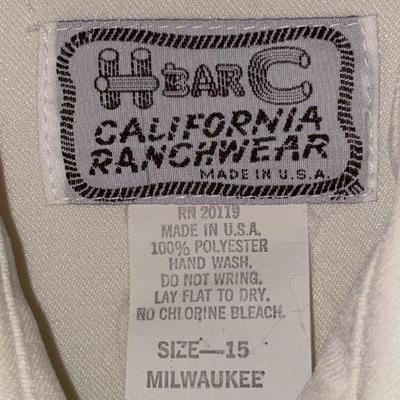 H BAR C
CALIFORNIA
RANCHWEAR
MADE IN U.S.A.
RN 20119
MADE IN U.S.A.
100% POLYESTER
HAND WASH.
DO NOT WRING.
LAY FLAT TO DRY.
NO CHLORINE BLEACH.
SIZE—15
MILWAUKEE